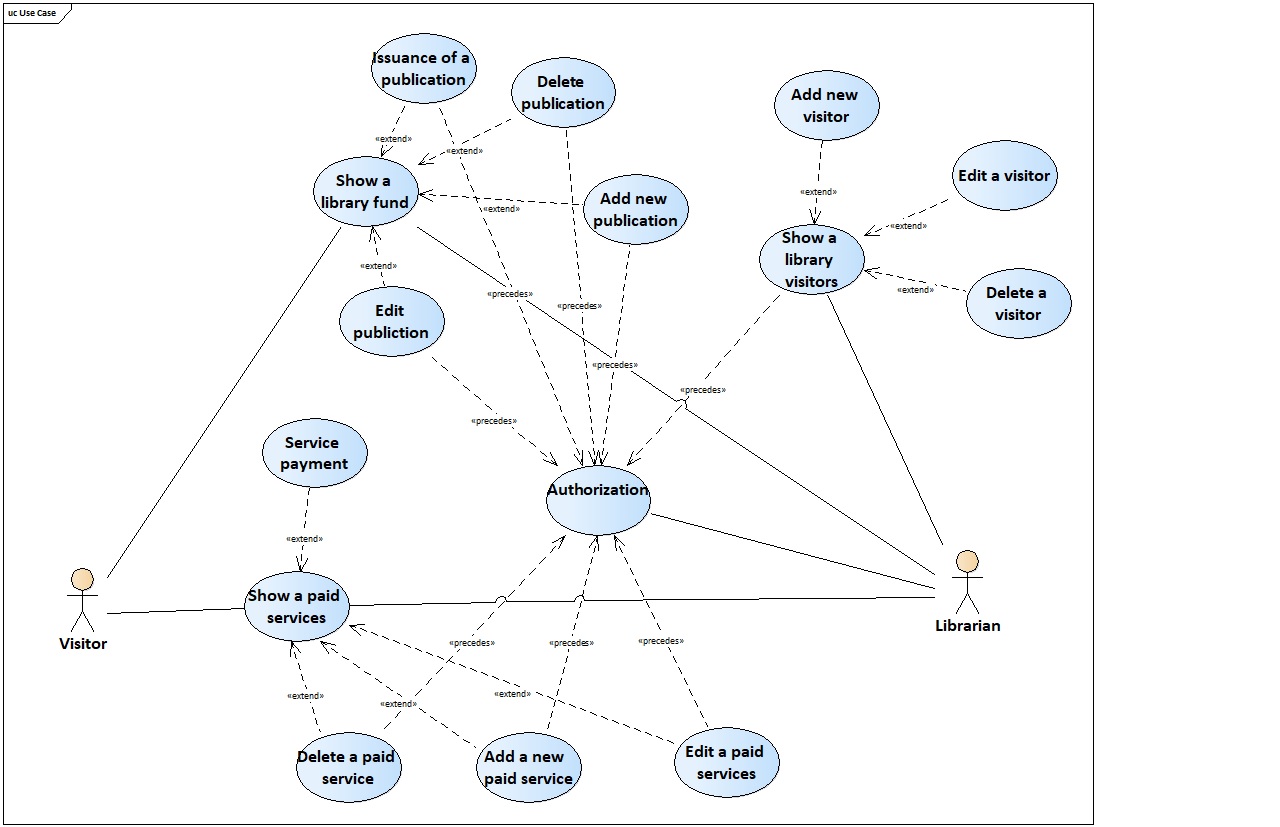 uc Use Case
Issuance of a
publication
Delete
publication
Add new
visitor
«extend»
«extend»
Edit a visitor
Show a
library fund
Add new
publication
«extend»
«extend»
«extend»
Show a
library
visitors
«extend»
Edit
publiction
«precedes»
«precedes»
«extend»
Delete a
visitor
«precedes»
«precedes»
«precedes»
Service
payment
Authorization
«extend»
Show a paid
services
Visitor
Librarian
«precedes»
«precedes»
«precedes»
«extend»
«extend»
«extend»
Delete a paid
service
Add a new
paid service
Edit a paid
services